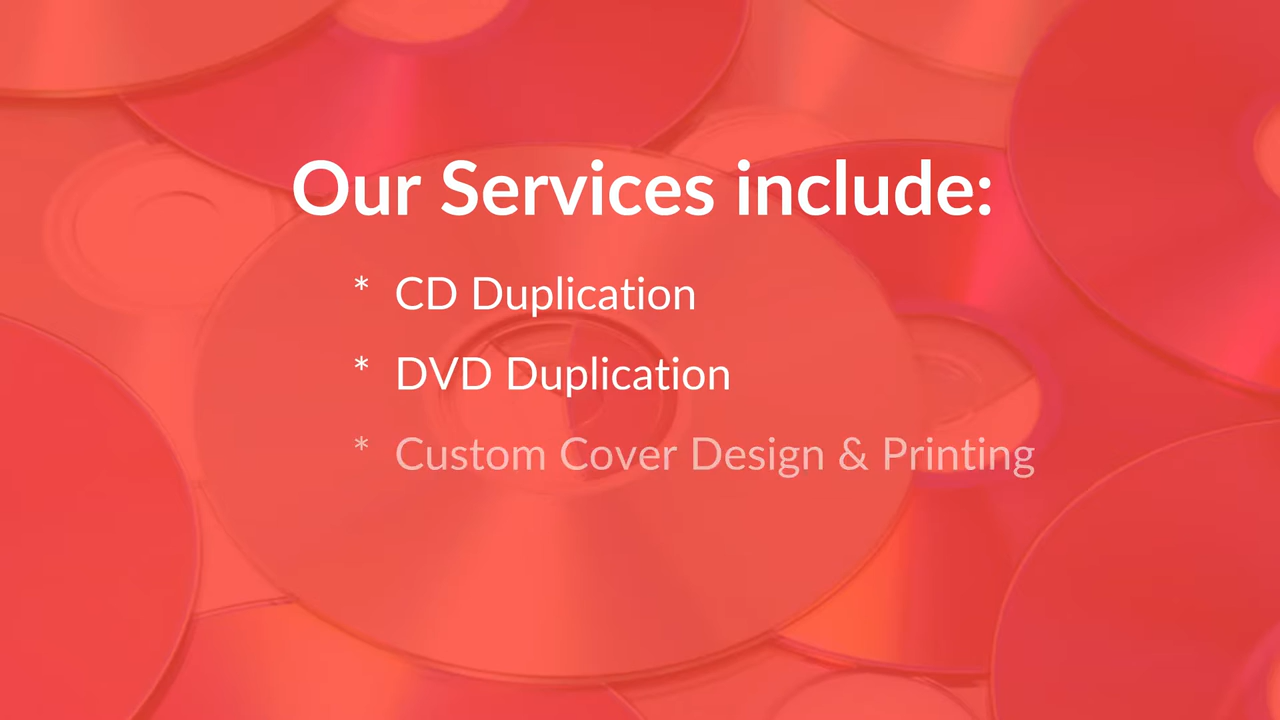 Our Services include:
* CD Duplication
* DVD Duplication
* Custom Cover Design & Printing